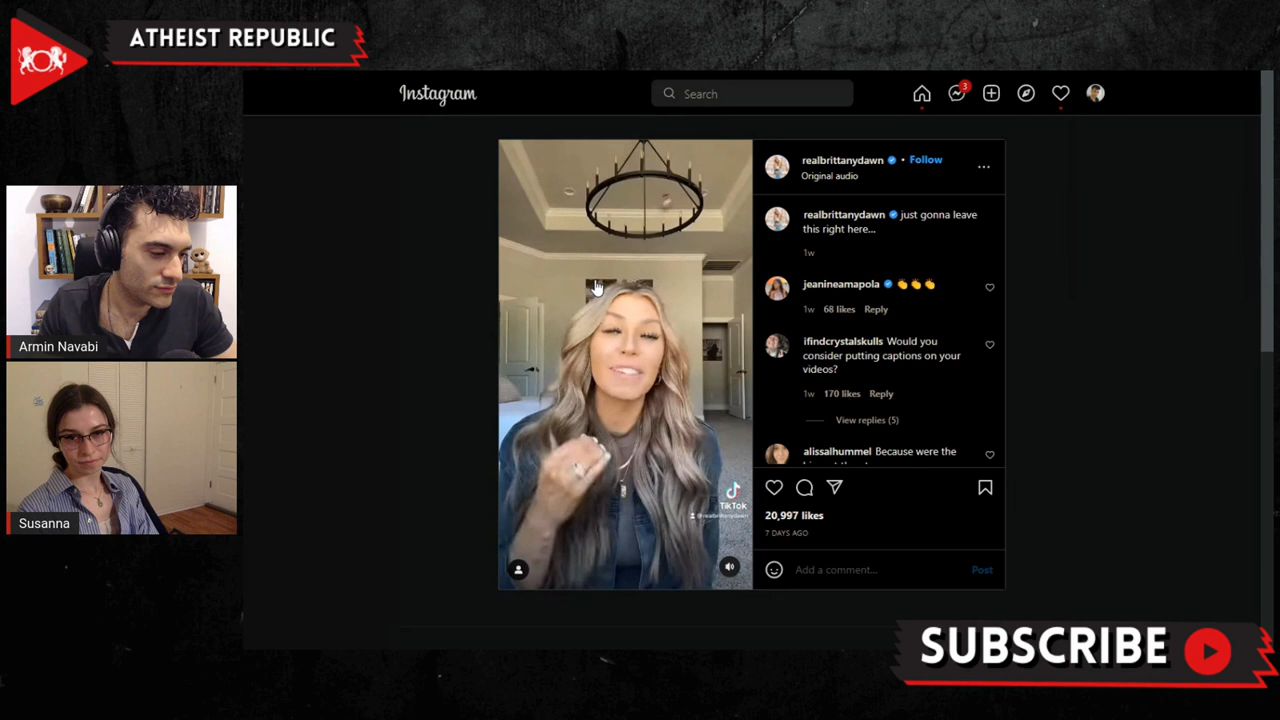 ATHEIST REPUBLIC
Instagram
Search
3
realbrittanydawn • Follow
Original audio
realbrittanydawn just gonna leave
this right here...
1w
jeanineamapola 👏👏👏
1w 68 likes Reply
ifindcrystalskulls Would you
consider putting captions on your
videos?
1w 170 likes Reply
View replies (5)
alissalhummel Because were the
20,997 likes
7 DAYS AGO
Add a comment...
Post
TikTok
@realbrittanydawn
Armin Navabi
Susanna
SUBSCRIBE